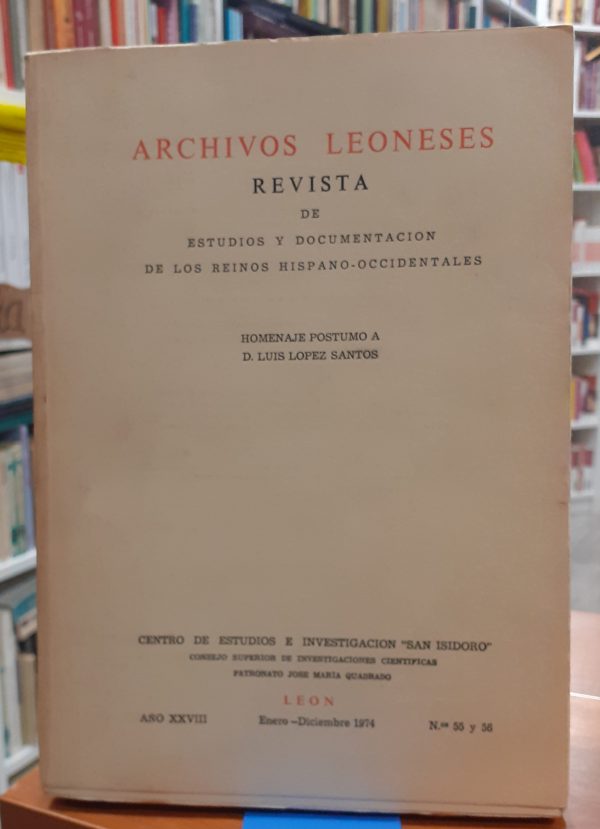 ARCHIVOS LEONESES
REVISTA
DE
ESTUDIOS Y DOCUMENTACION
DE LOS REINOS HISPANO-OCCIDENTALES
HOMENAJE POSTUMO A
D. LUIS LOPEZ SANTOS
CENTRO DE ESTUDIOS E INVESTIGACION "SAN ISIDORO"
CONSEJO SUPERIOR DE INVESTIGACIONES CIENTIFICAS
PATRONATO JOSE MARIA QUADRADO
LEON
AÑO XXVIII Enero-Diciembre 1974 N.os 55 y 56